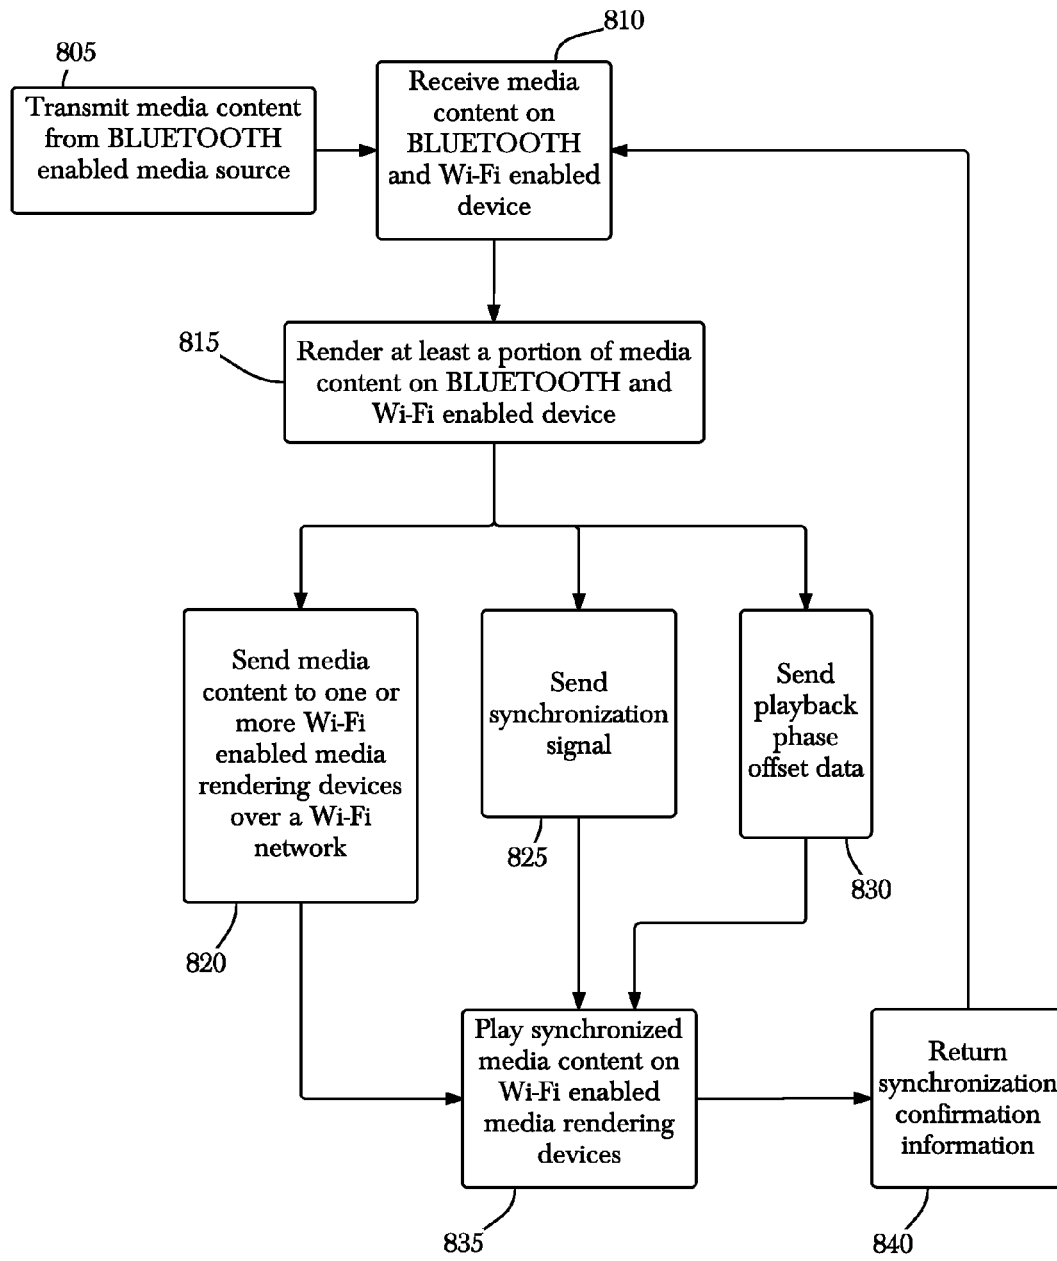 805
Transmit media content
from BLUETOOTH
enabled media source
810
Receive media
content on
BLUETOOTH
and Wi-Fi enabled
device
815
Render at least a portion of media
content on BLUETOOTH and
Wi-Fi enabled device
Send media
content to one or
more Wi-Fi
enabled media
rendering devices
over a Wi-Fi
network
820
Send
synchronization
signal
825
Send
playback
phase
offset data
830
Play synchronized
media content on
Wi-Fi enabled
media rendering
devices
835
Return
synchronization
confirmation
information
840